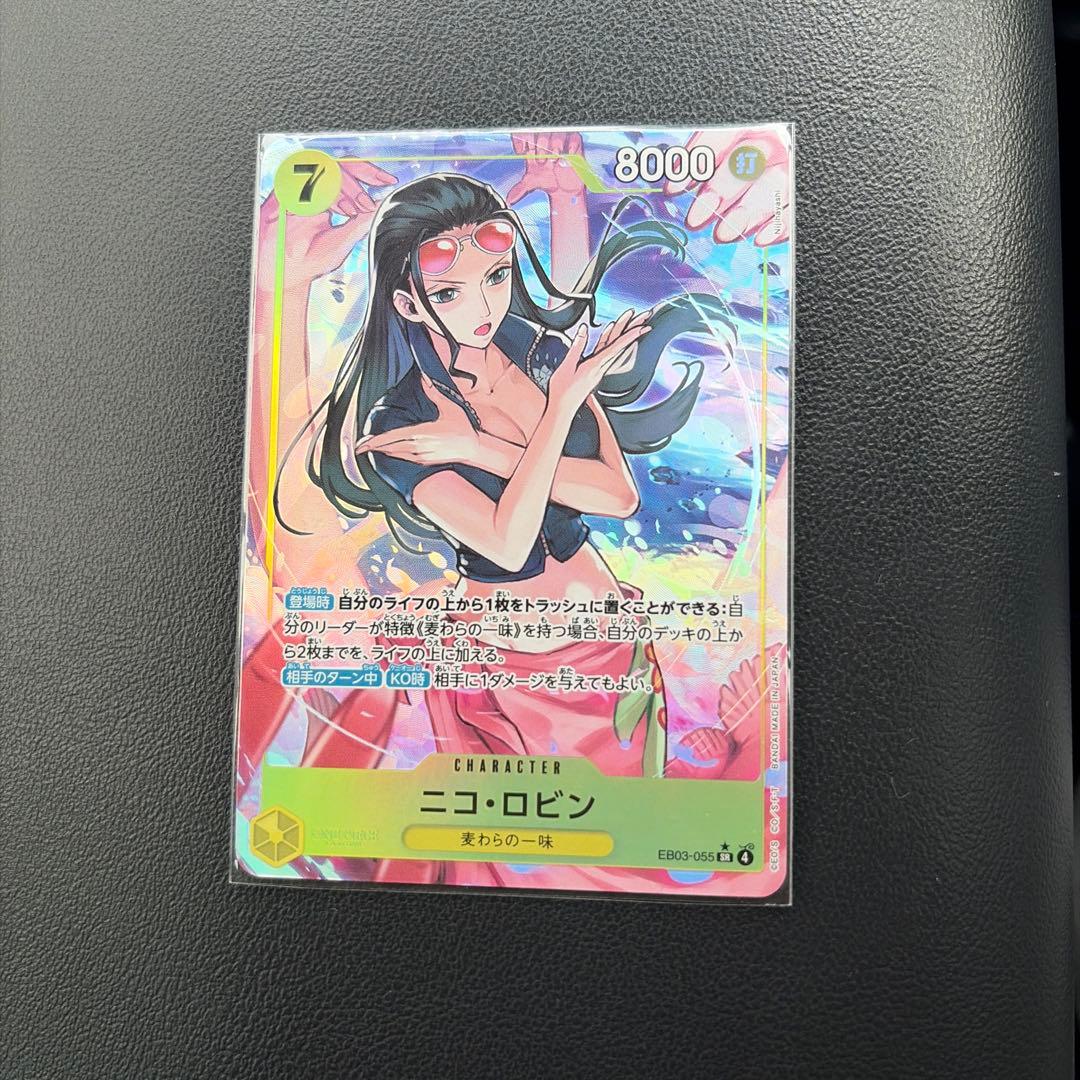 7
8000 打
Nijihayashi
登場時 自分のライフの上から1枚をトラッシュに置くことができる:自
分のリーダーが特徴《麦わらの一味》を持つ場合、自分のデッキの上か
ら2枚までを、ライフの上に加える。
相手のターン中 KO時 相手に1ダメージを与えてもよい。
CHARACTER
ニコ・ロビン
麦わらの一味
EB03-055 SR 4
©EO/S ©O/S·F·T BANDAI MADE IN JAPAN